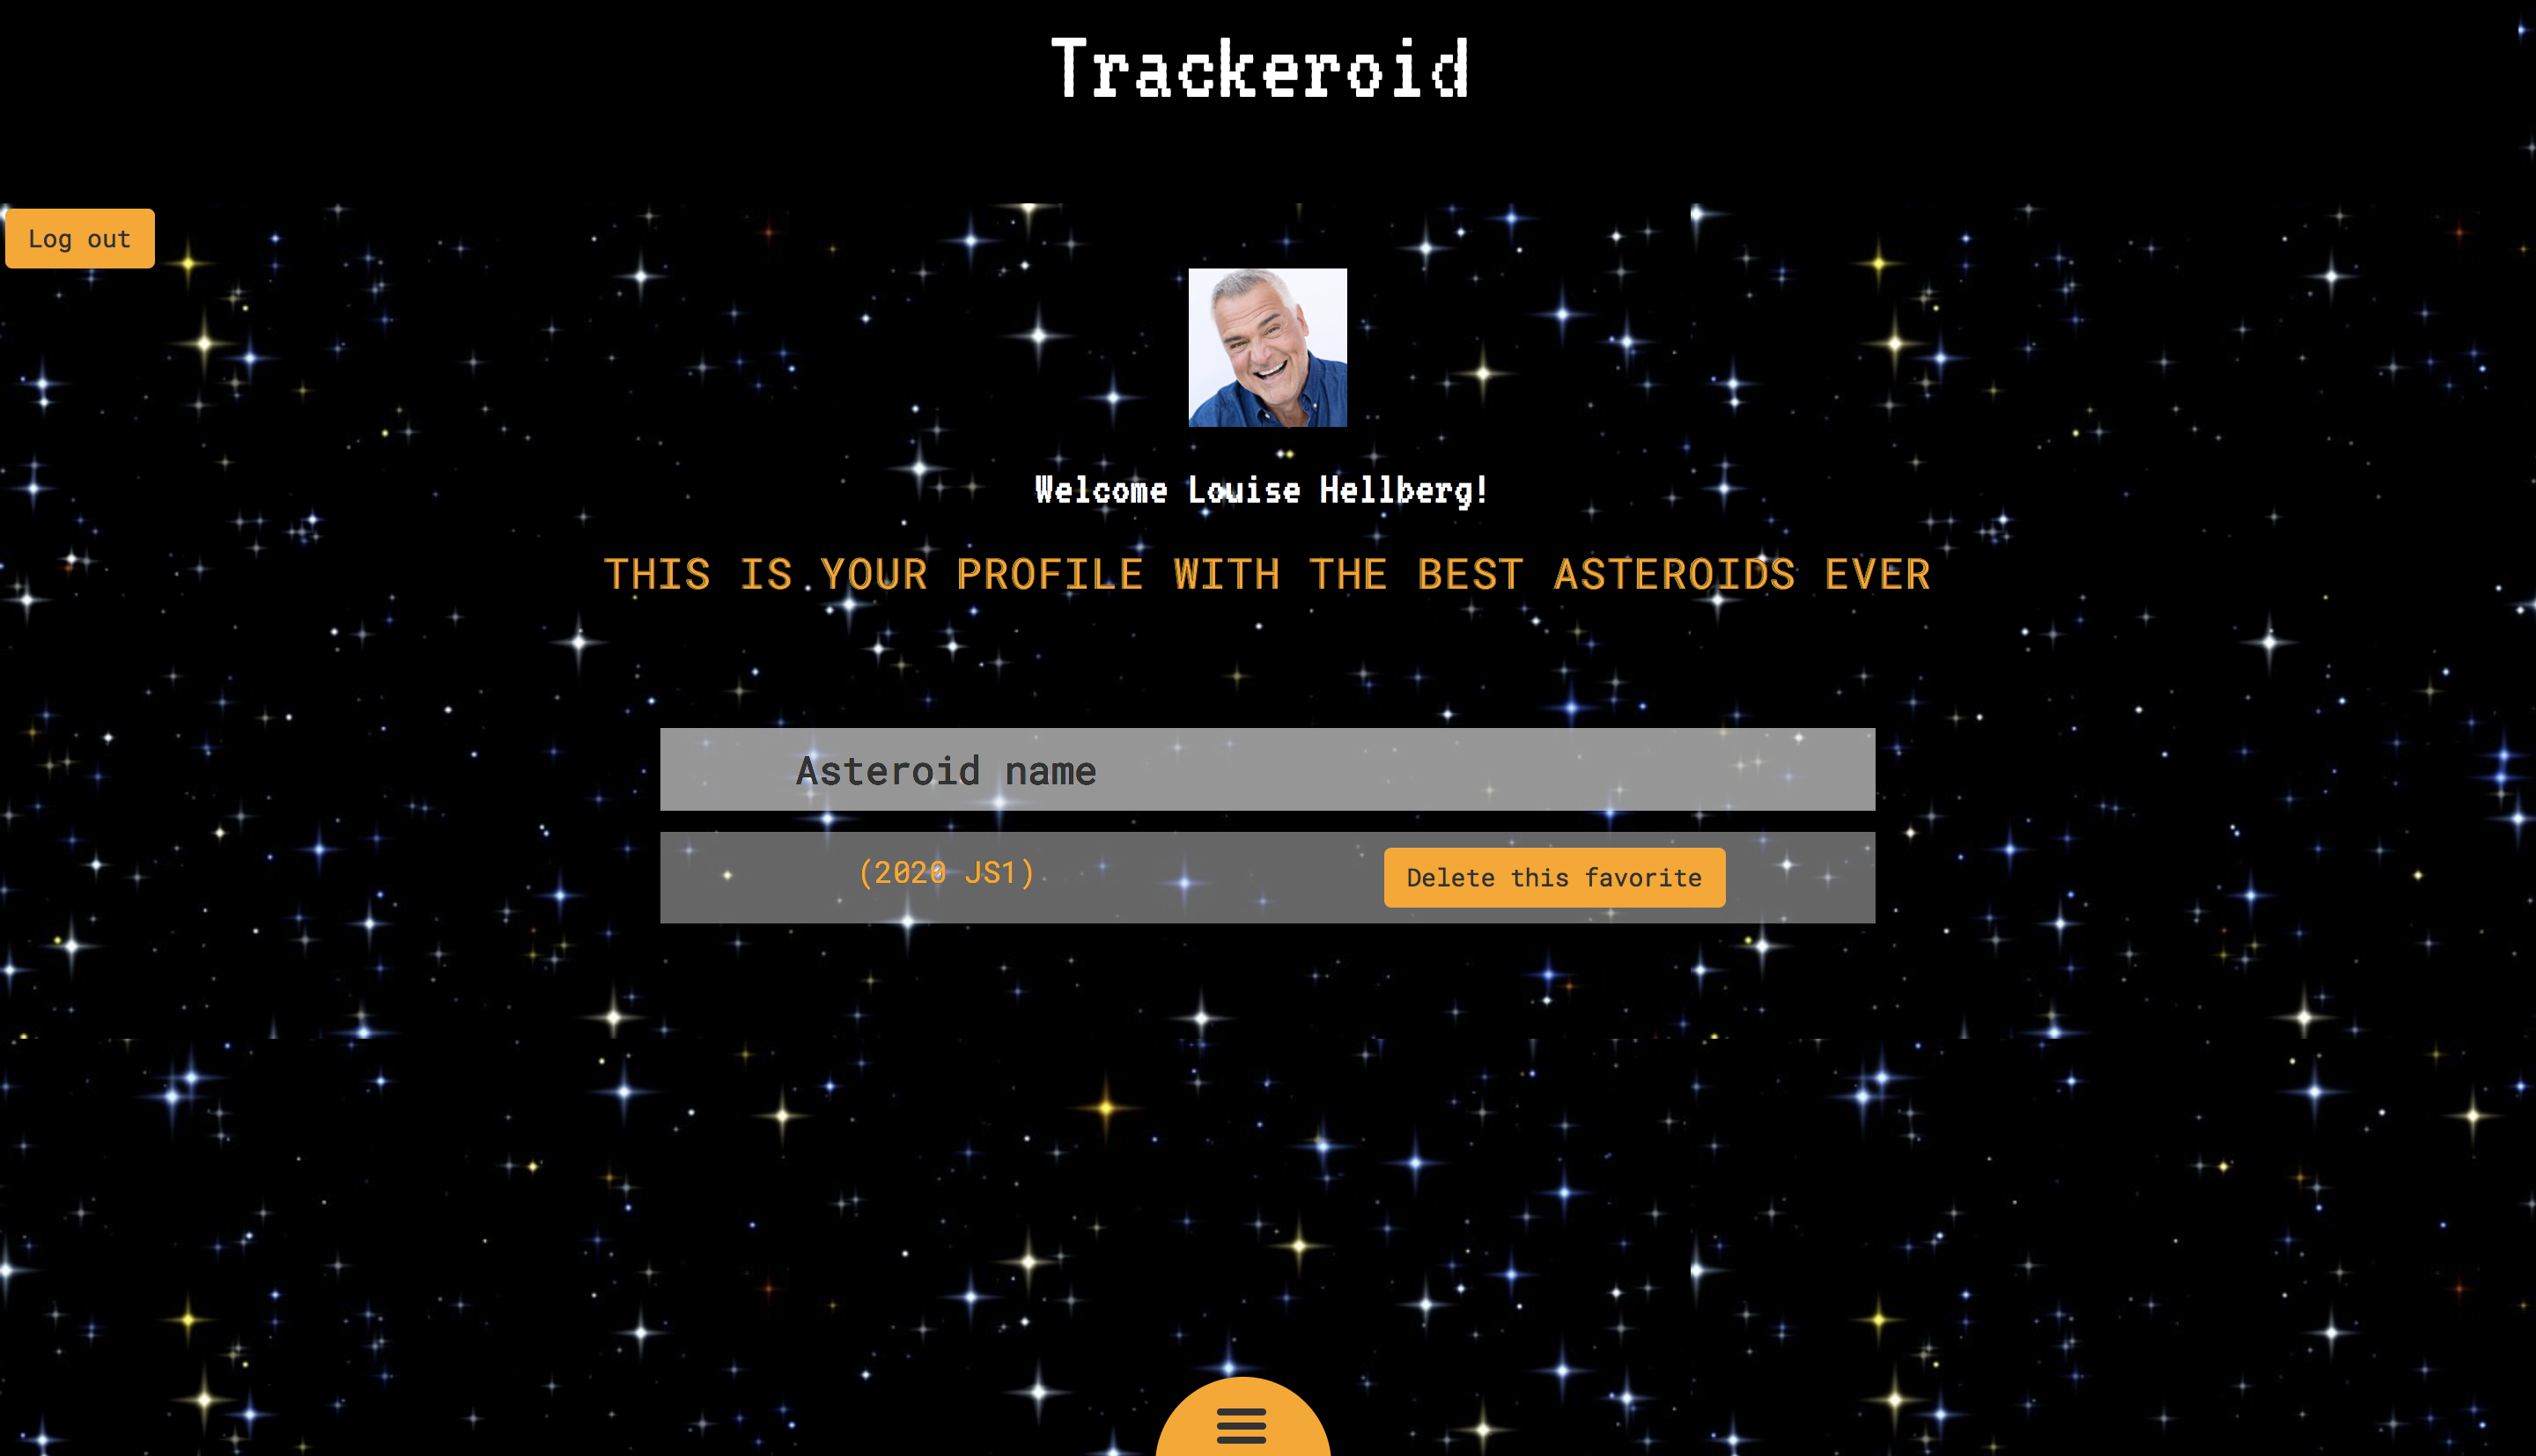 Trackeroid
Log out
Welcome Louise Hellberg!
THIS IS YOUR PROFILE WITH THE BEST ASTEROIDS EVER
Asteroid name
(2020 JS1)
Delete this favorite